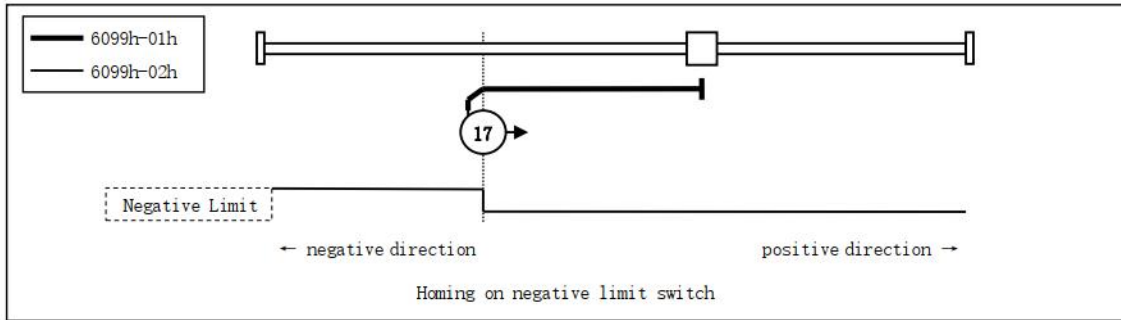 6099h-01h
6099h-02h
17
Negative Limit
← negative direction
positive direction →
Homing on negative limit switch